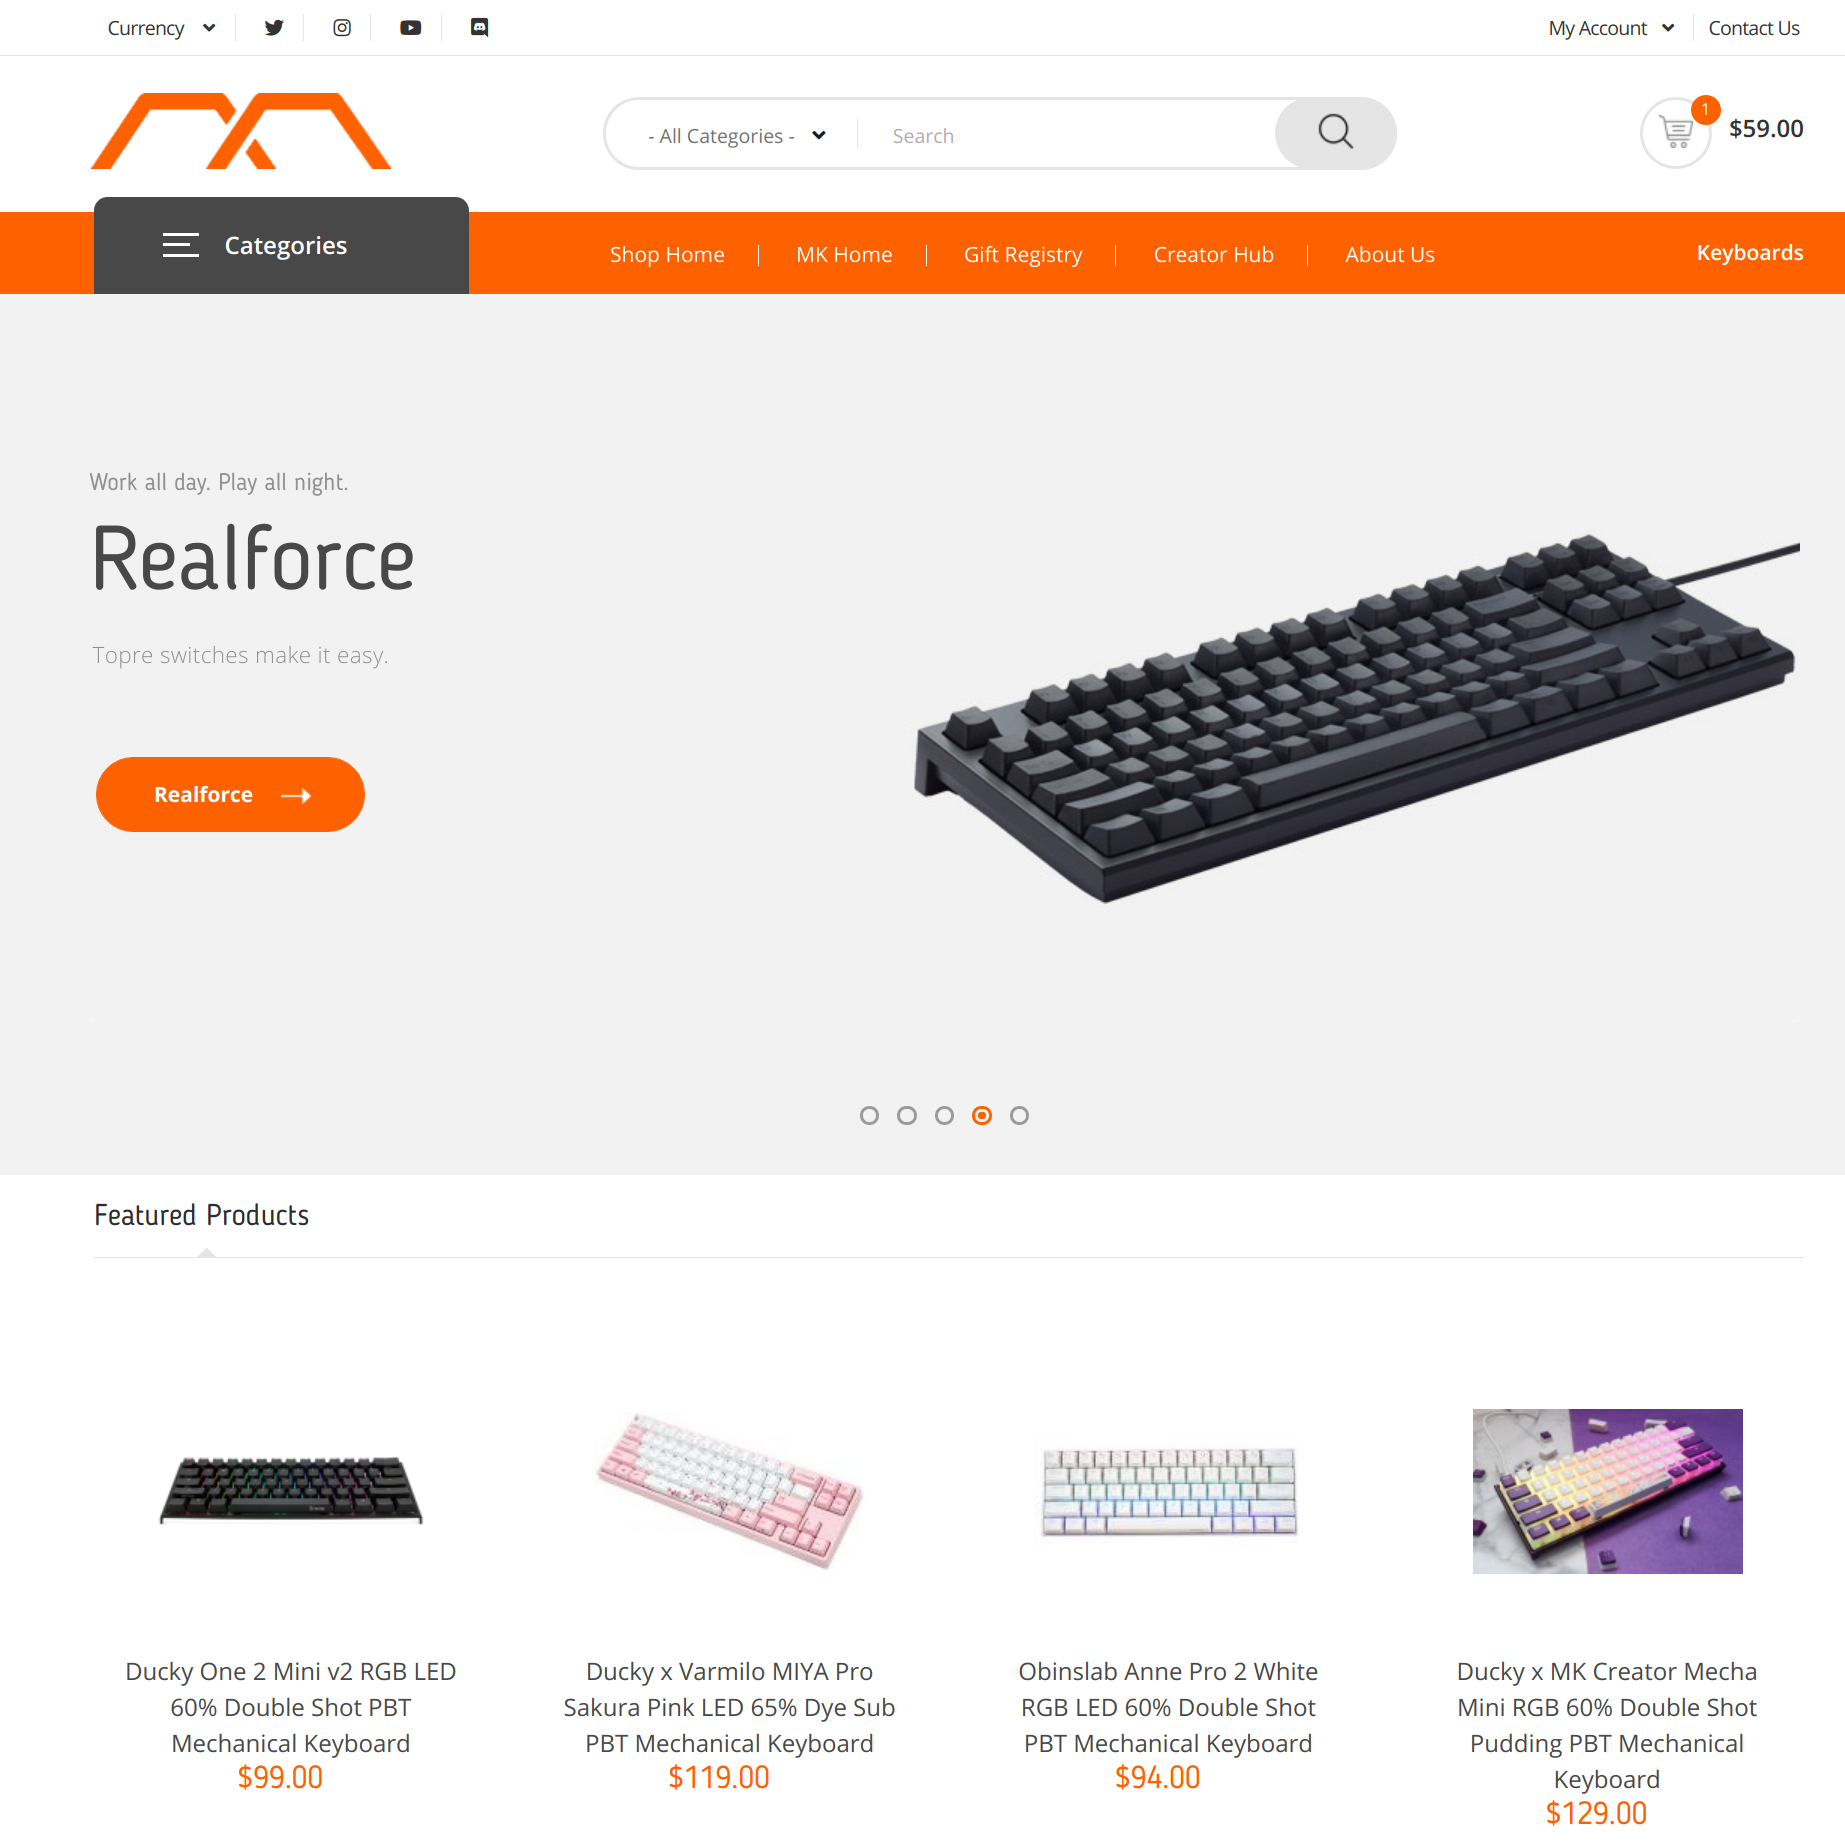 Currency
My Account
Contact Us
- All Categories -
Search
1
$59.00
Categories
Shop Home
MK Home
Gift Registry
Creator Hub
About Us
Keyboards
Work all day. Play all night.
Realforce
Topre switches make it easy.
Realforce
Featured Products
Ducky One 2 Mini v2 RGB LED
60% Double Shot PBT
Mechanical Keyboard
$99.00
Ducky x Varmilo MIYA Pro
Sakura Pink LED 65% Dye Sub
PBT Mechanical Keyboard
$119.00
Obinslab Anne Pro 2 White
RGB LED 60% Double Shot
PBT Mechanical Keyboard
$94.00
Ducky x MK Creator Mecha
Mini RGB 60% Double Shot
Pudding PBT Mechanical
Keyboard
$129.00